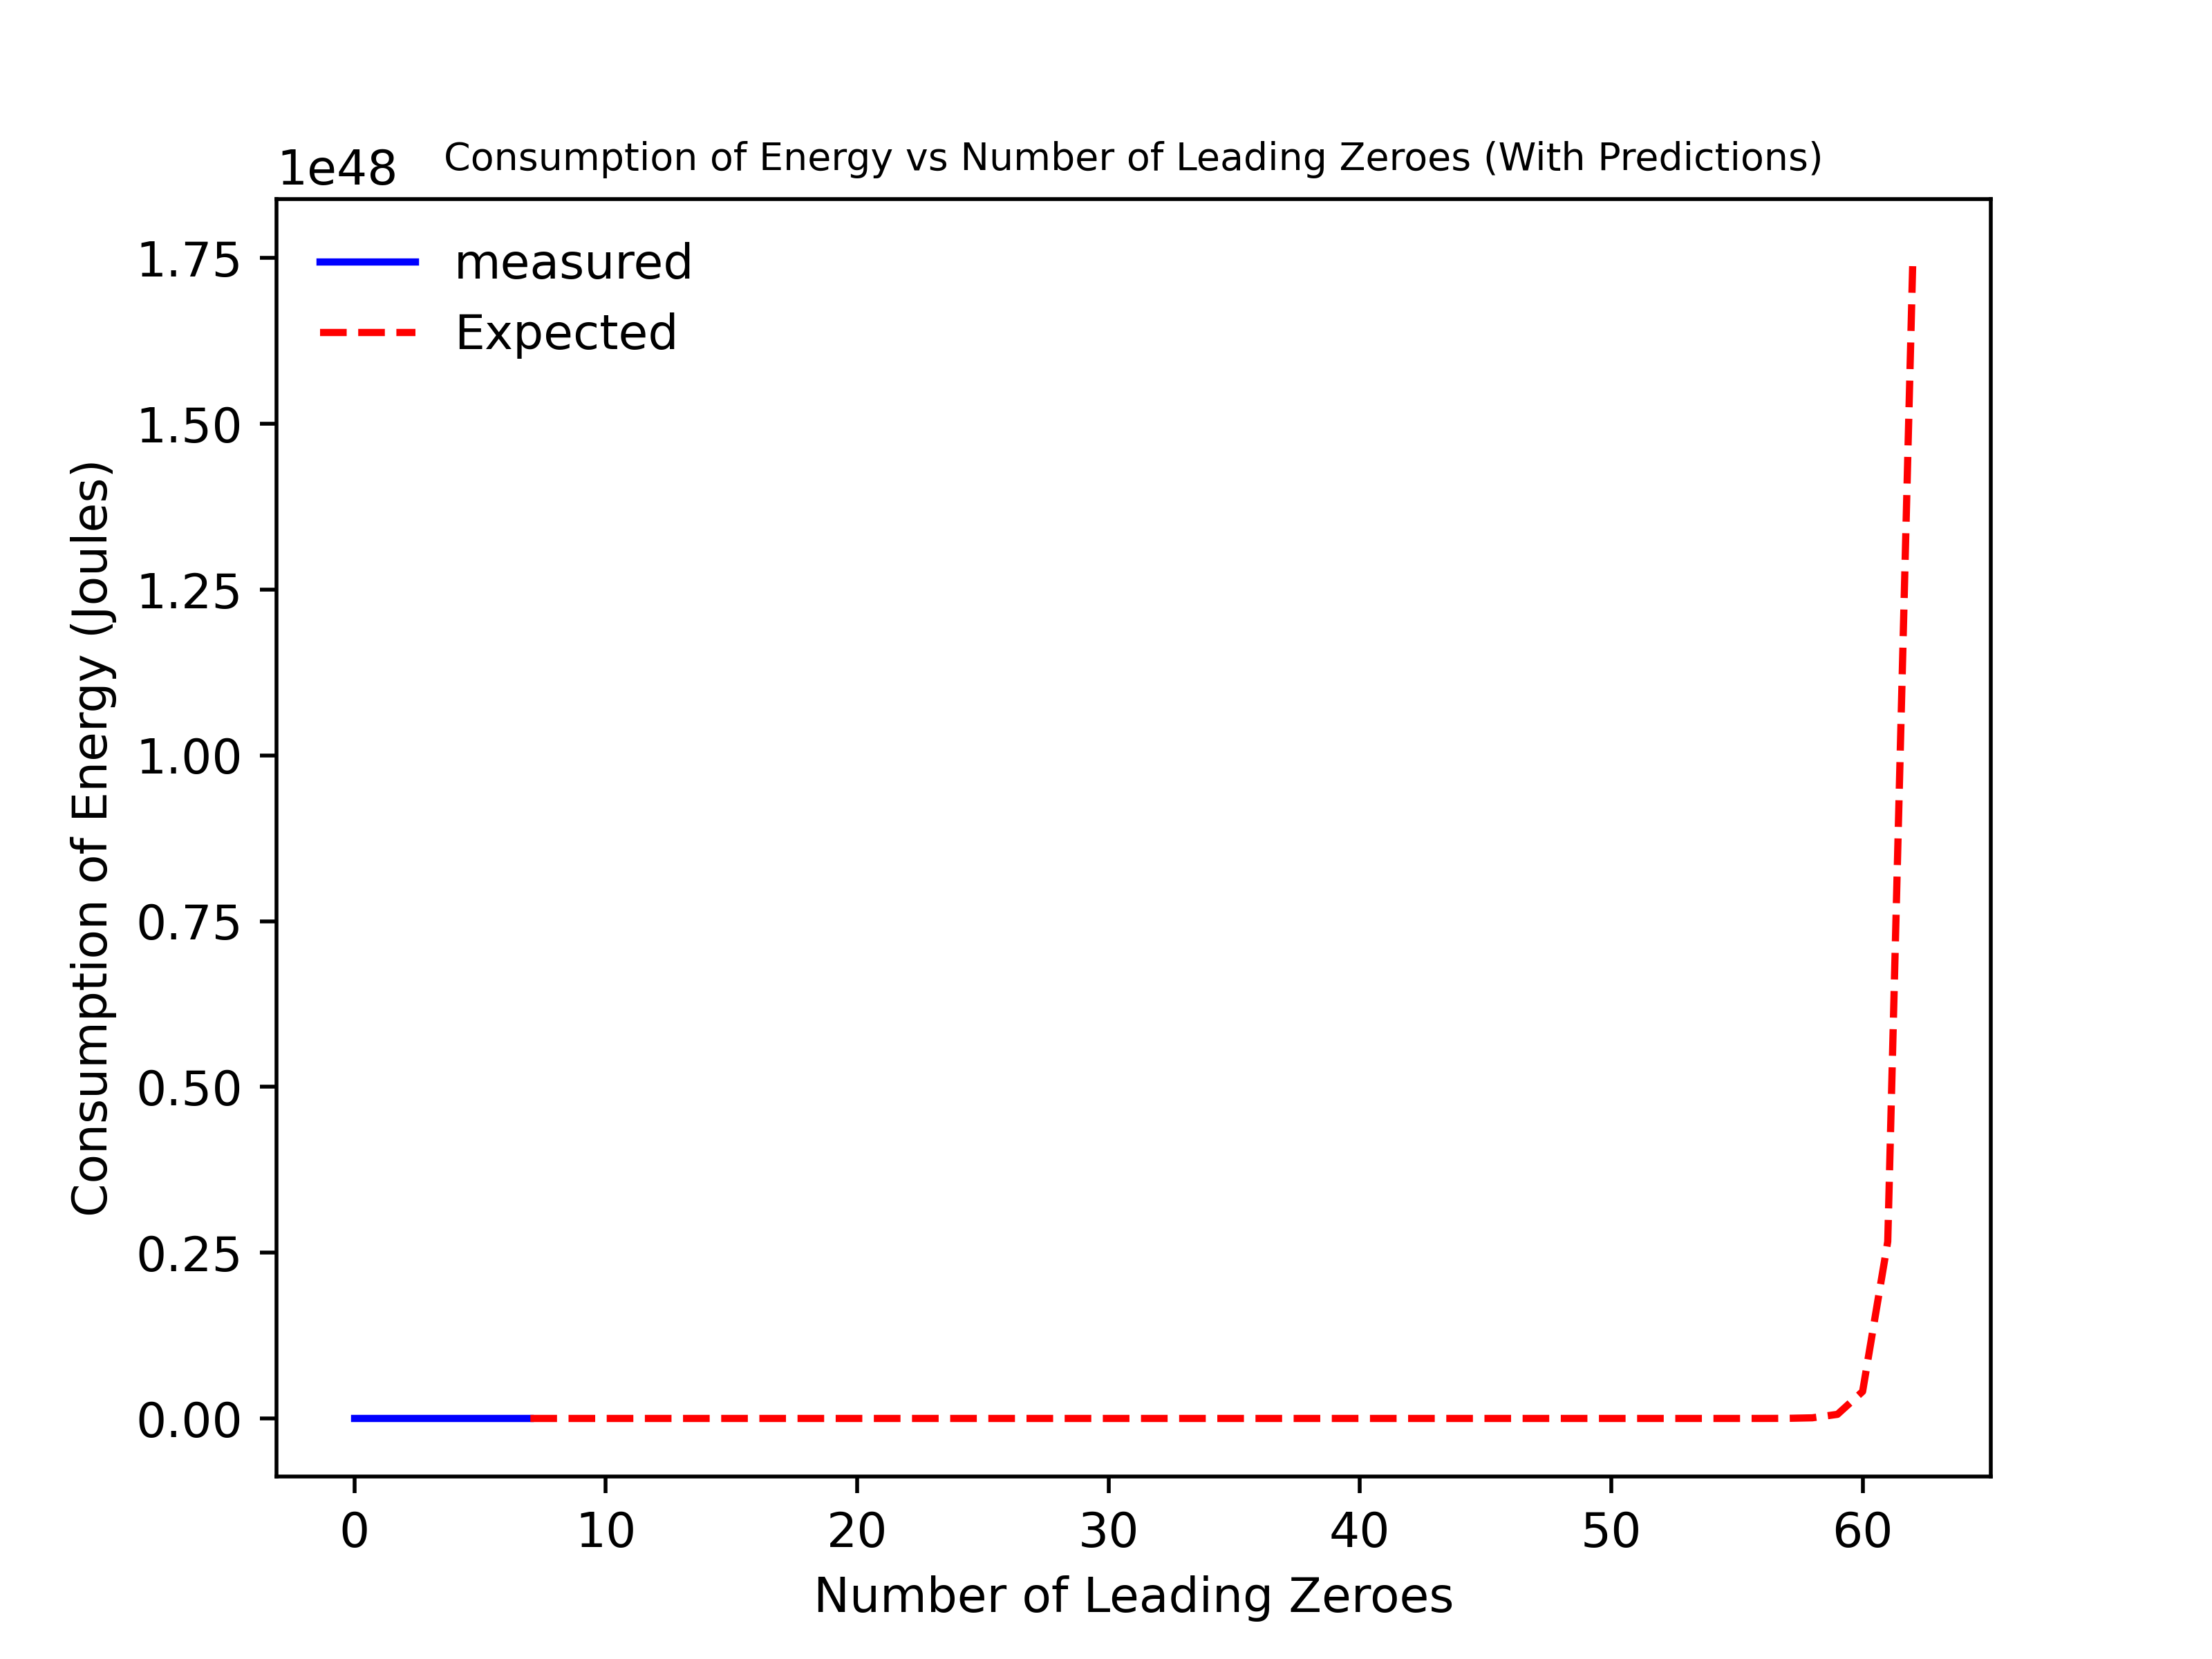 1e48
Consumption of Energy vs Number of Leading Zeroes (With Predictions)
measured
Expected
Consumption of Energy (Joules)
1.75
1.50
1.25
1.00
0.75
0.50
0.25
0.00
0
10
20
30
40
50
60
Number of Leading Zeroes